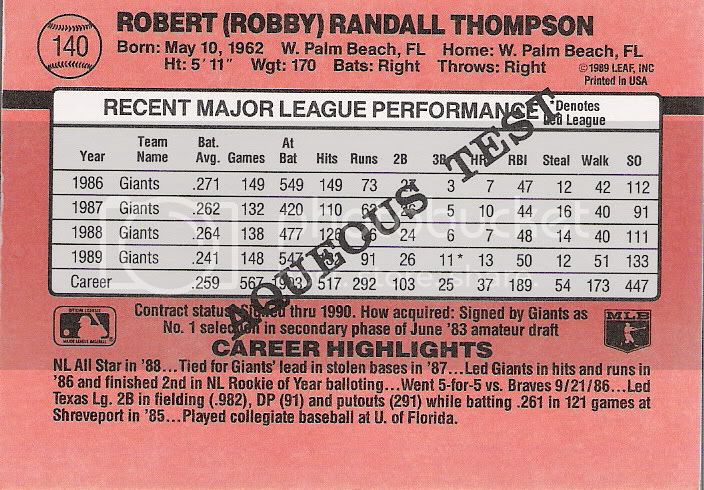 140
ROBERT (ROBBY) RANDALL THOMPSON
Born: May 10, 1962 W. Palm Beach, FL Home: W. Palm Beach, FL
Ht: 5' 11" Wgt: 170 Bats: Right Throws: Right
©1989 LEAF, INC
Printed in USA
RECENT MAJOR LEAGUE PERFORMANCE
*Denotes
Led League
Year Team Name Bat. Avg. Games At Bat Hits Runs 2B 3B HR RBI Steal Walk SO
1986 Giants .271 149 549 149 73 27 3 7 47 12 42 112
1987 Giants .262 132 420 110 62 5 10 44 16 40 91
1988 Giants .264 138 477 126 24 6 7 48 14 40 111
1989 Giants .241 148 547 91 26 11* 13 50 12 51 133
Career .259 567 517 292 103 25 37 189 54 173 447
AQUEOUS TEST
photobucket
Contract status: Signed thru 1990. How acquired: Signed by Giants as
No. 1 selection in secondary phase of June '83 amateur draft
MAJOR LEAGUE BASEBALL
MLB
CAREER HIGHLIGHTS
NL All Star in '88...Tied for Giants' lead in stolen bases in '87...Led Giants in hits and runs in
'86 and finished 2nd in NL Rookie of Year balloting...Went 5-for-5 vs. Braves 9/21/86...Led
Texas Lg. 2B in fielding (.982), DP (91) and putouts (291) while batting .261 in 121 games at
Shreveport in '85...Played collegiate baseball at U. of Florida.